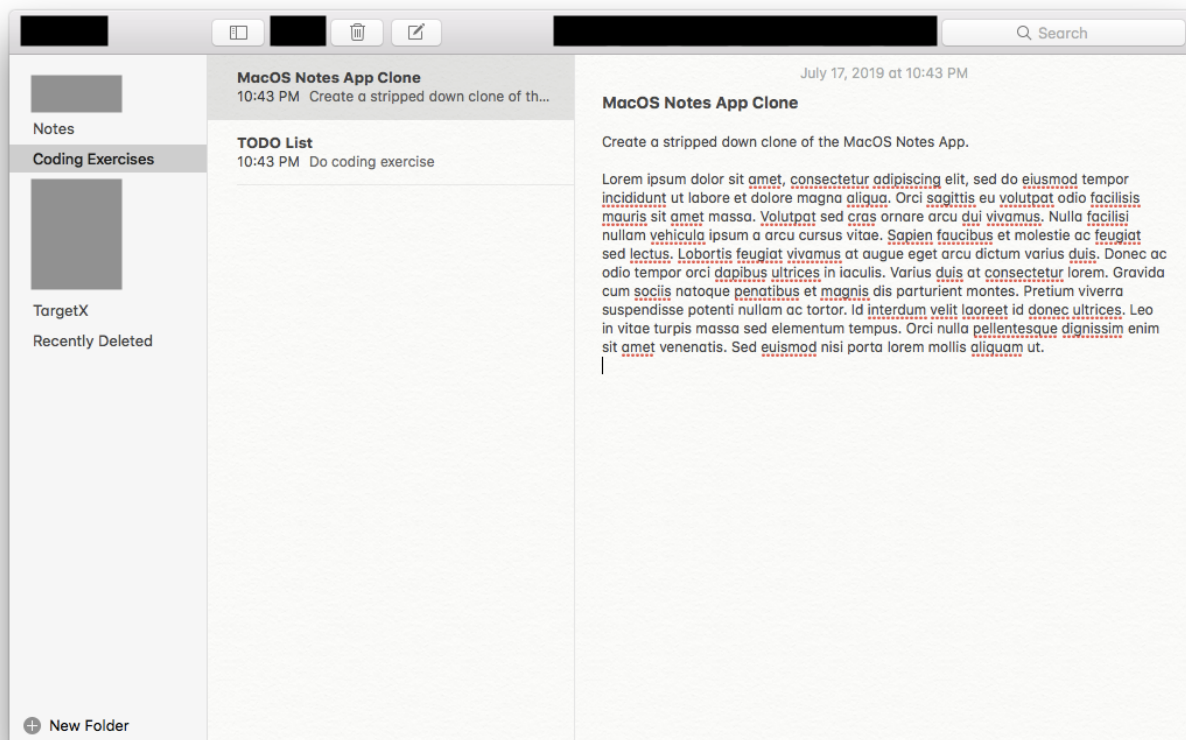 Search
Notes
Coding Exercises
TargetX
Recently Deleted
New Folder
MacOS Notes App Clone
10:43 PM Create a stripped down clone of th...
TODO List
10:43 PM Do coding exercise
July 17, 2019 at 10:43 PM
MacOS Notes App Clone
Create a stripped down clone of the MacOS Notes App.
Lorem ipsum dolor sit amet, consectetur adipiscing elit, sed do eiusmod tempor
incididunt ut labore et dolore magna aliqua. Orci sagittis eu volutpat odio facilisis
mauris sit amet massa. Volutpat sed cras ornare arcu dui vivamus. Nulla facilisi
nullam vehicula ipsum a arcu cursus vitae. Sapien faucibus et molestie ac feugiat
sed lectus. Lobortis feugiat vivamus at augue eget arcu dictum varius duis. Donec ac
odio tempor orci dapibus ultrices in iaculis. Varius duis at consectetur lorem. Gravida
cum sociis natoque penatibus et magnis dis parturient montes. Pretium viverra
suspendisse potenti nullam ac tortor. Id interdum velit laoreet id donec ultrices. Leo
in vitae turpis massa sed elementum tempus. Orci nulla pellentesque dignissim enim
sit amet venenatis. Sed euismod nisi porta lorem mollis aliquam ut.